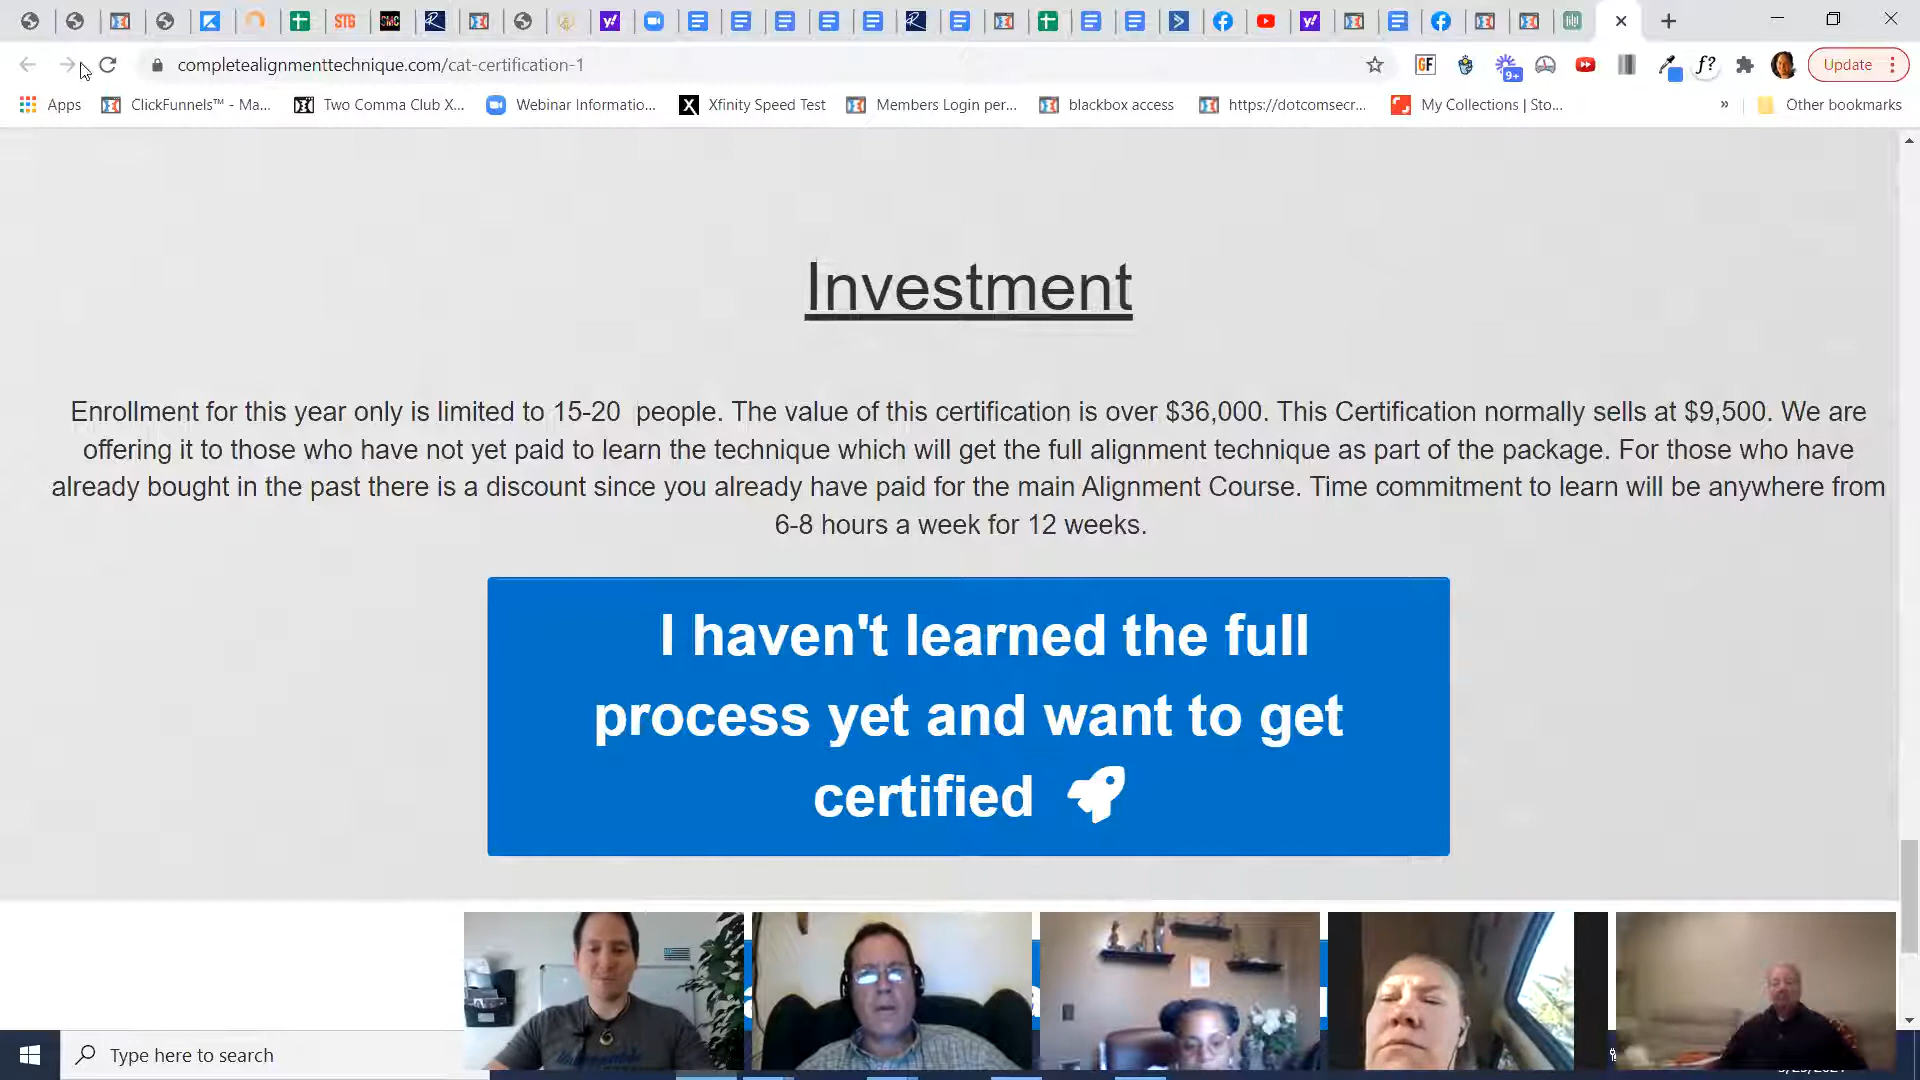 STG
CMC
completealignmenttechnique.com/cat-certification-1
GF
9+
f?
Update
Apps
ClickFunnels™ - Ma...
Two Comma Club X...
Webinar Informatio...
Xfinity Speed Test
Members Login per...
blackbox access
https://dotcomsecr...
My Collections | Sto...
»
Other bookmarks
Investment
Enrollment for this year only is limited to 15-20 people. The value of this certification is over $36,000. This Certification normally sells at $9,500. We are
offering it to those who have not yet paid to learn the technique which will get the full alignment technique as part of the package. For those who have
already bought in the past there is a discount since you already have paid for the main Alignment Course. Time commitment to learn will be anywhere from
6-8 hours a week for 12 weeks.
I haven't learned the full
process yet and want to get
certified
Type here to search